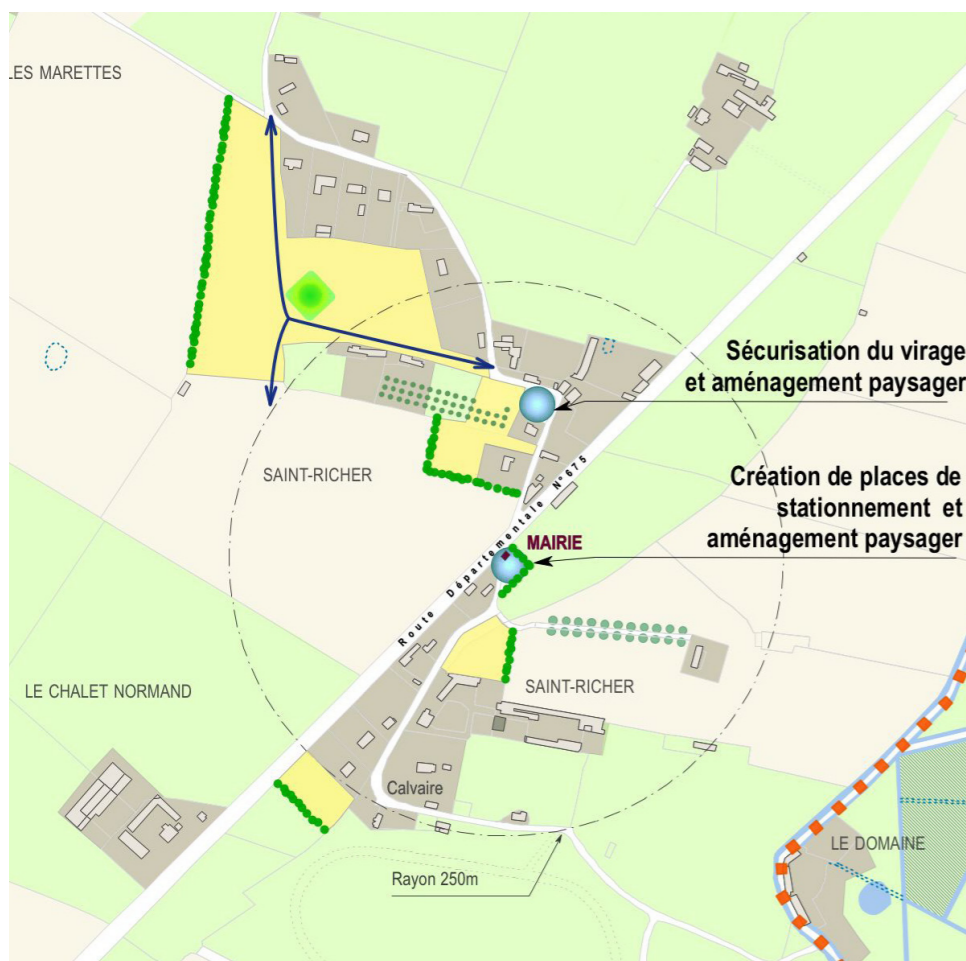 LES MARETTES
Sécurisation du virage
et aménagement paysager
SAINT-RICHER
Création de places de
stationnement et
aménagement paysager
MAIRIE
Route Départementale N°675
LE CHALET NORMAND
SAINT-RICHER
Calvaire
LE DOMAINE
Rayon 250m